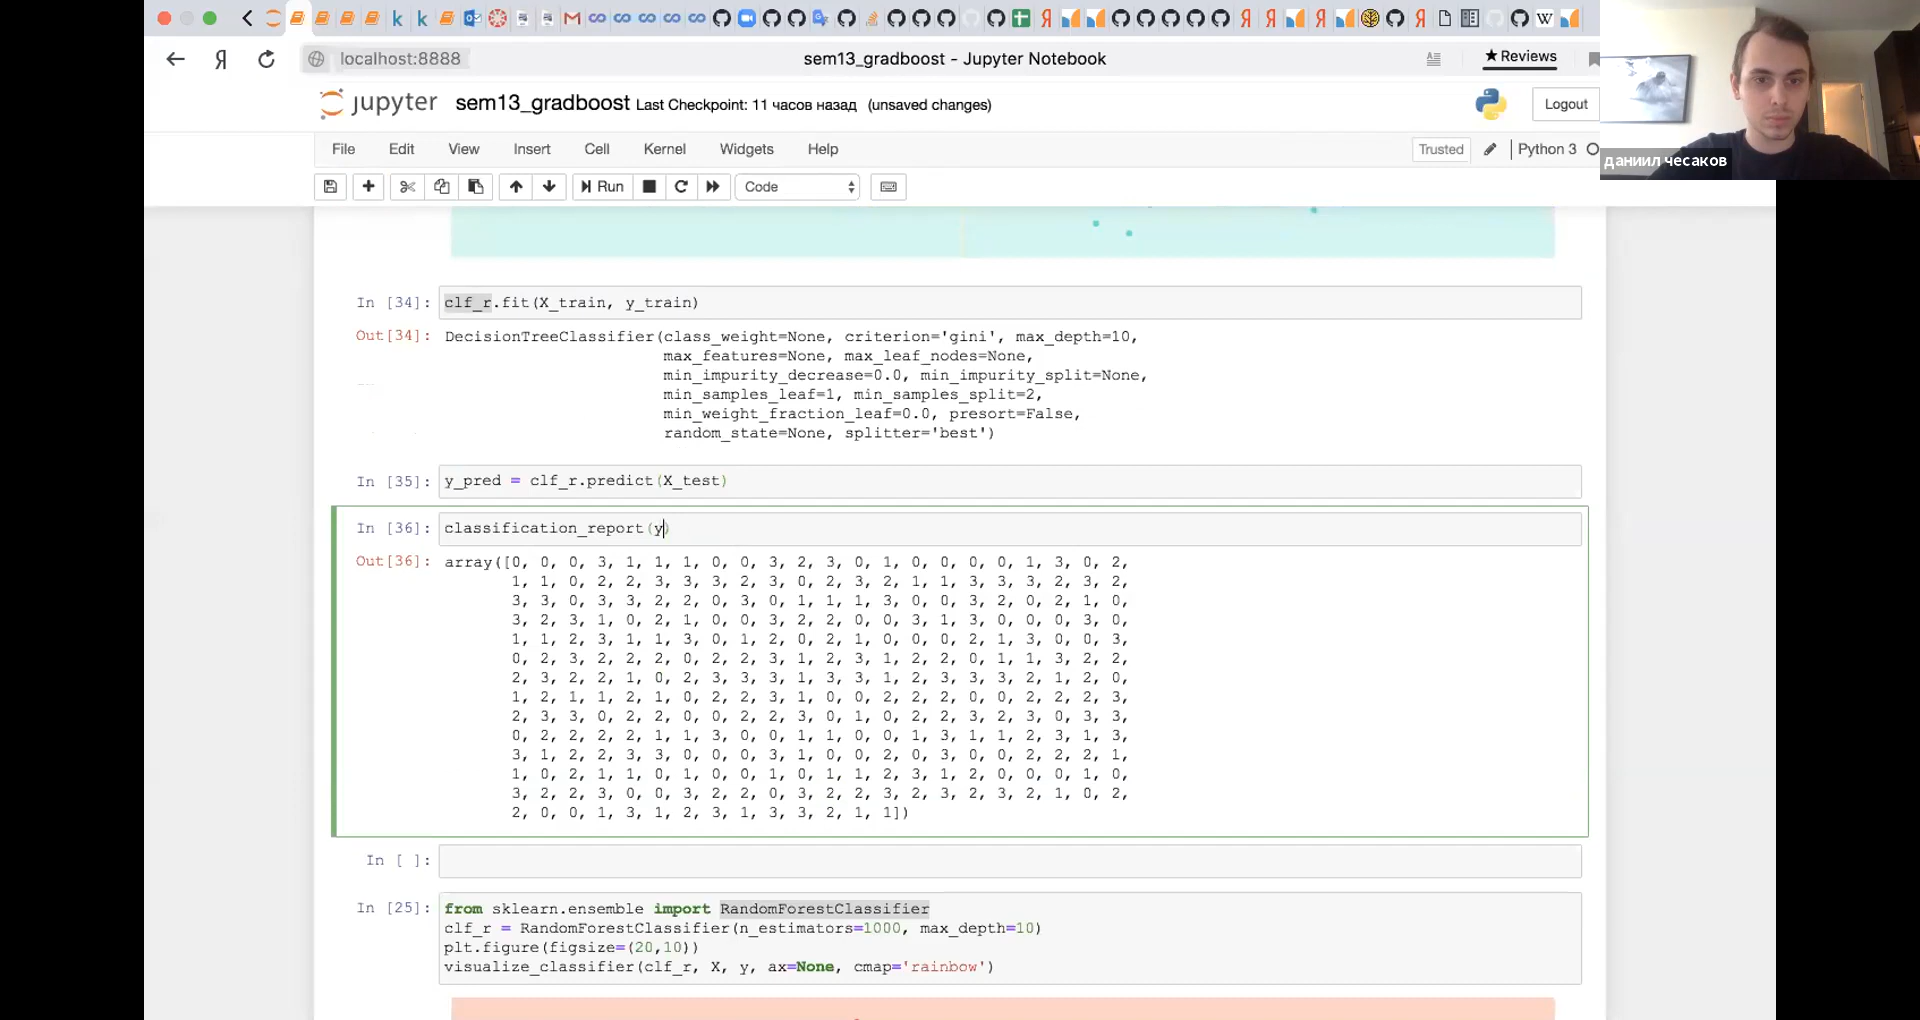 localhost:8888
sem13_gradboost - Jupyter Notebook
★Reviews
jupyter sem13_gradboost Last Checkpoint: 11 часов назад (unsaved changes)
Logout
File Edit View Insert Cell Kernel Widgets Help
Trusted
Python 3
даниил чесаков
Run
Code
In [34]: clf_r.fit(X_train, y_train)
Out[34]: DecisionTreeClassifier(class_weight=None, criterion='gini', max_depth=10,
max_features=None, max_leaf_nodes=None,
min_impurity_decrease=0.0, min_impurity_split=None,
min_samples_leaf=1, min_samples_split=2,
min_weight_fraction_leaf=0.0, presort=False,
random_state=None, splitter='best')
In [35]: y_pred = clf_r.predict(X_test)
In [36]: classification_report(y)
Out[36]: array([0, 0, 0, 3, 1, 1, 1, 0, 0, 3, 2, 3, 0, 1, 0, 0, 0, 0, 1, 3, 0, 2,
1, 1, 0, 2, 2, 3, 3, 3, 2, 3, 0, 2, 3, 2, 1, 1, 3, 3, 3, 2, 3, 2,
3, 3, 0, 3, 3, 2, 2, 0, 3, 0, 1, 1, 1, 3, 0, 0, 3, 2, 0, 2, 1, 0,
3, 2, 3, 1, 0, 2, 1, 0, 0, 3, 2, 2, 0, 0, 3, 1, 3, 0, 0, 0, 3, 0,
1, 1, 2, 3, 1, 1, 3, 0, 1, 2, 0, 2, 1, 0, 0, 0, 2, 1, 3, 0, 0, 3,
0, 2, 3, 2, 2, 2, 0, 2, 2, 3, 1, 2, 3, 1, 2, 2, 0, 1, 1, 3, 2, 2,
2, 3, 2, 2, 1, 0, 2, 3, 3, 3, 1, 3, 3, 1, 2, 3, 3, 3, 2, 1, 2, 0,
1, 2, 1, 1, 2, 1, 0, 2, 2, 3, 1, 0, 0, 2, 2, 2, 0, 0, 2, 2, 2, 3,
2, 3, 3, 0, 2, 2, 0, 0, 2, 2, 3, 0, 1, 0, 2, 2, 3, 2, 3, 0, 3, 3,
0, 2, 2, 2, 2, 1, 1, 3, 0, 0, 1, 1, 0, 0, 1, 3, 1, 1, 2, 3, 1, 3,
3, 1, 2, 2, 3, 3, 0, 0, 0, 3, 1, 0, 0, 2, 0, 3, 0, 0, 2, 2, 2, 1,
1, 0, 2, 1, 1, 0, 1, 0, 0, 1, 0, 1, 1, 2, 3, 1, 2, 0, 0, 0, 1, 0,
3, 2, 2, 3, 0, 0, 3, 2, 2, 0, 3, 2, 2, 3, 2, 3, 2, 3, 2, 1, 0, 2,
2, 0, 0, 1, 3, 1, 2, 3, 1, 3, 3, 2, 1, 1])
In [ ]:
In [25]: from sklearn.ensemble import RandomForestClassifier
clf_r = RandomForestClassifier(n_estimators=1000, max_depth=10)
plt.figure(figsize=(20,10))
visualize_classifier(clf_r, X, y, ax=None, cmap='rainbow')